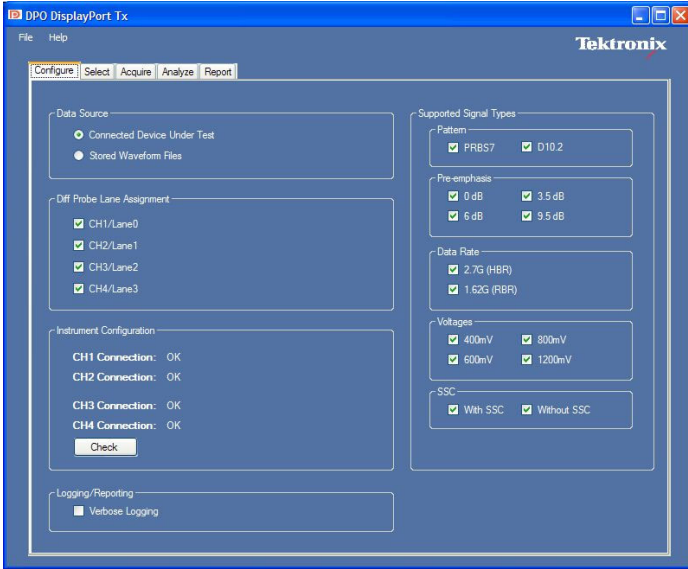 DPO DisplayPort Tx
File Help
Tektronix
Configure Select Acquire Analyze Report
Data Source
Connected Device Under Test
Stored Waveform Files
Diff Probe Lane Assignment
CH1/Lane0
CH2/Lane1
CH3/Lane2
CH4/Lane3
Instrument Configuration
CH1 Connection: OK
CH2 Connection: OK
CH3 Connection: OK
CH4 Connection: OK
Check
Logging/Reporting
Verbose Logging
Supported Signal Types
Pattern
PRBS7 D10.2
Pre-emphasis
0 dB 3.5 dB
6 dB 9.5 dB
Data Rate
2.7G (HBR)
1.62G (RBR)
Voltages
400mV 800mV
600mV 1200mV
SSC
With SSC Without SSC